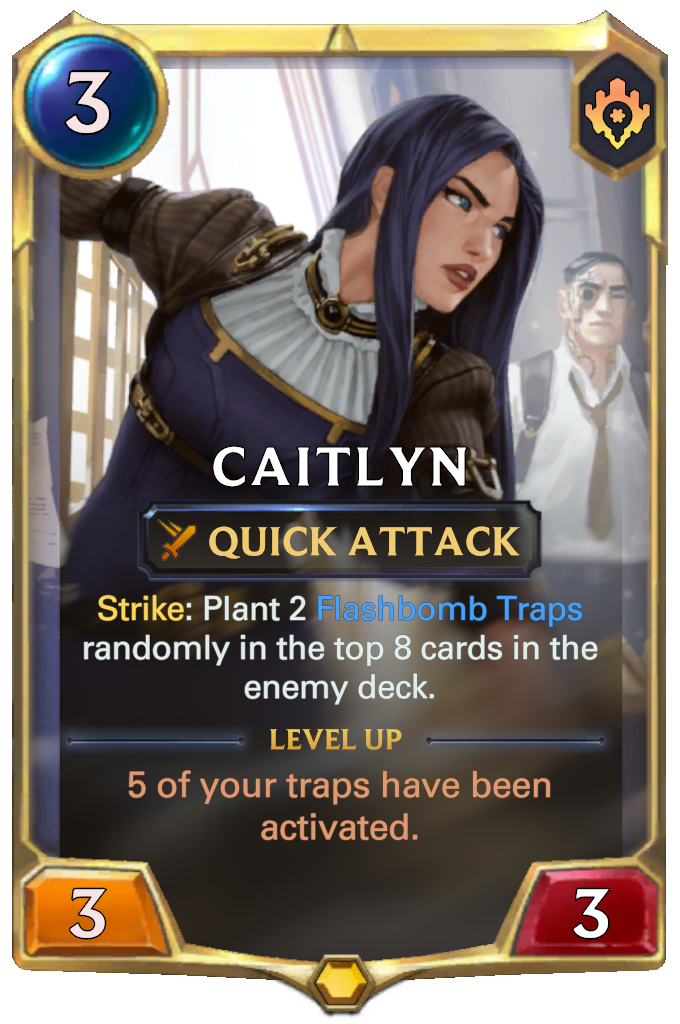 3
CAITLYN
QUICK ATTACK
Strike: Plant 2 Flashbomb Traps
randomly in the top 8 cards in the
enemy deck.
LEVEL UP
5 of your traps have been
activated.
3
3